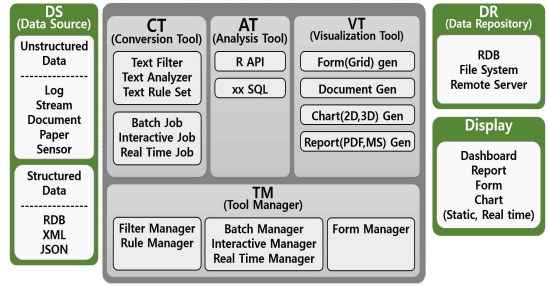 DS
(Data Source)
Unstructured
Data
Log
Stream
Document
Paper
Sensor
Structured
Data
RDB
XML
JSON
CT
(Conversion Tool)
Text Filter
Text Analyzer
Text Rule Set
Batch Job
Interactive Job
Real Time Job
AT
(Analysis Tool)
R API
xx SQL
VT
(Visualization Tool)
Form(Grid) gen
Document Gen
Chart(2D,3D) Gen
Report(PDF,MS) Gen
TM
(Tool Manager)
Filter Manager
Rule Manager
Batch Manager
Interactive Manager
Real Time Manager
Form Manager
DR
(Data Repository)
RDB
File System
Remote Server
Display
Dashboard
Report
Form
Chart
(Static, Real time)